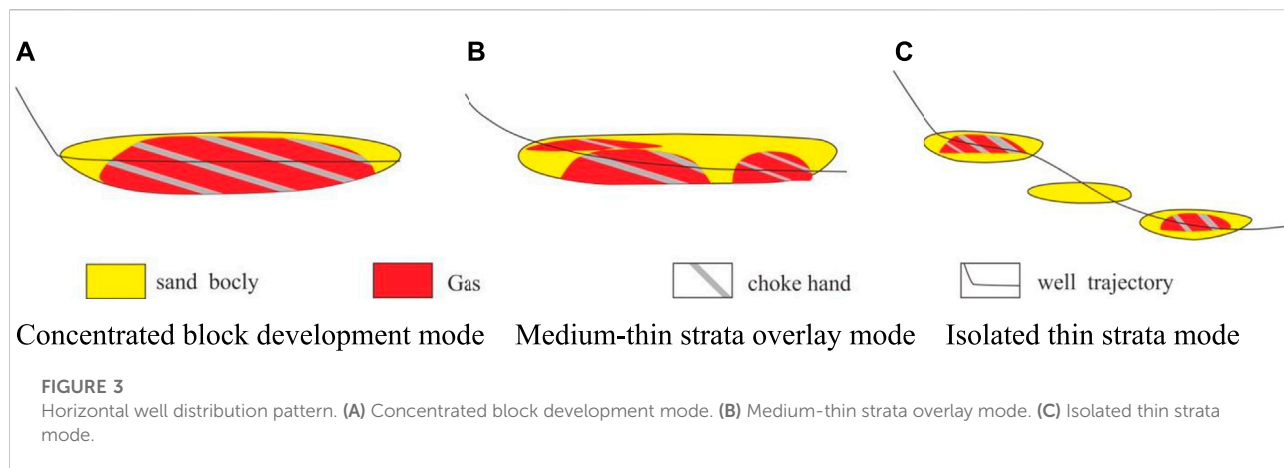 A
B
C
sand bocly
Gas
choke hand
well trajectory
Concentrated block development mode
Medium-thin strata overlay mode
Isolated thin strata mode
FIGURE 3
Horizontal well distribution pattern. (A) Concentrated block development mode. (B) Medium-thin strata overlay mode. (C) Isolated thin strata
mode.